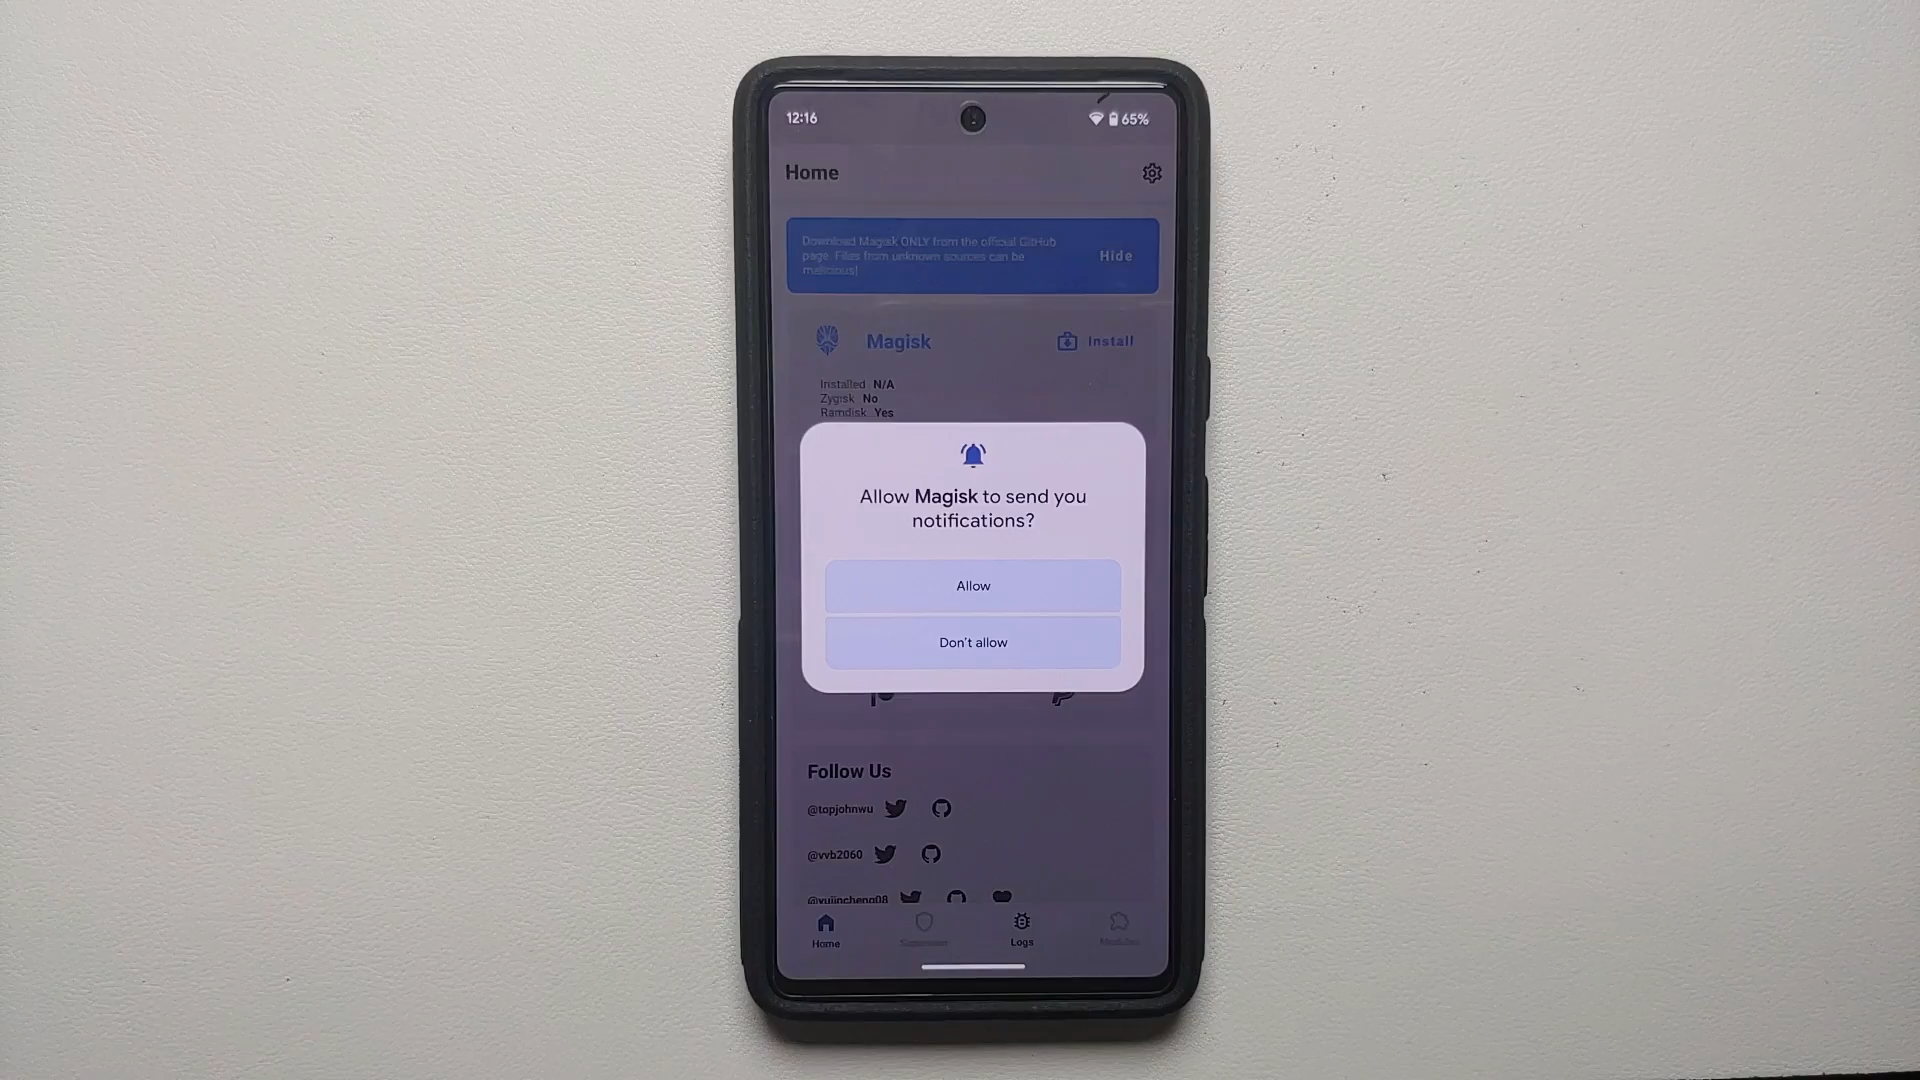 12:16
65%
Home
Download Magisk ONLY from the official GitHub
page. Files from unknown sources can be
malicious!
Hide
Magisk
Install
Installed N/A
Zygisk No
Ramdisk Yes
Allow Magisk to send you
notifications?
Allow
Don't allow
Follow Us
@topjohnwu
@vvb2060
@yujincheng08
Home
Superuser
Logs
Modules